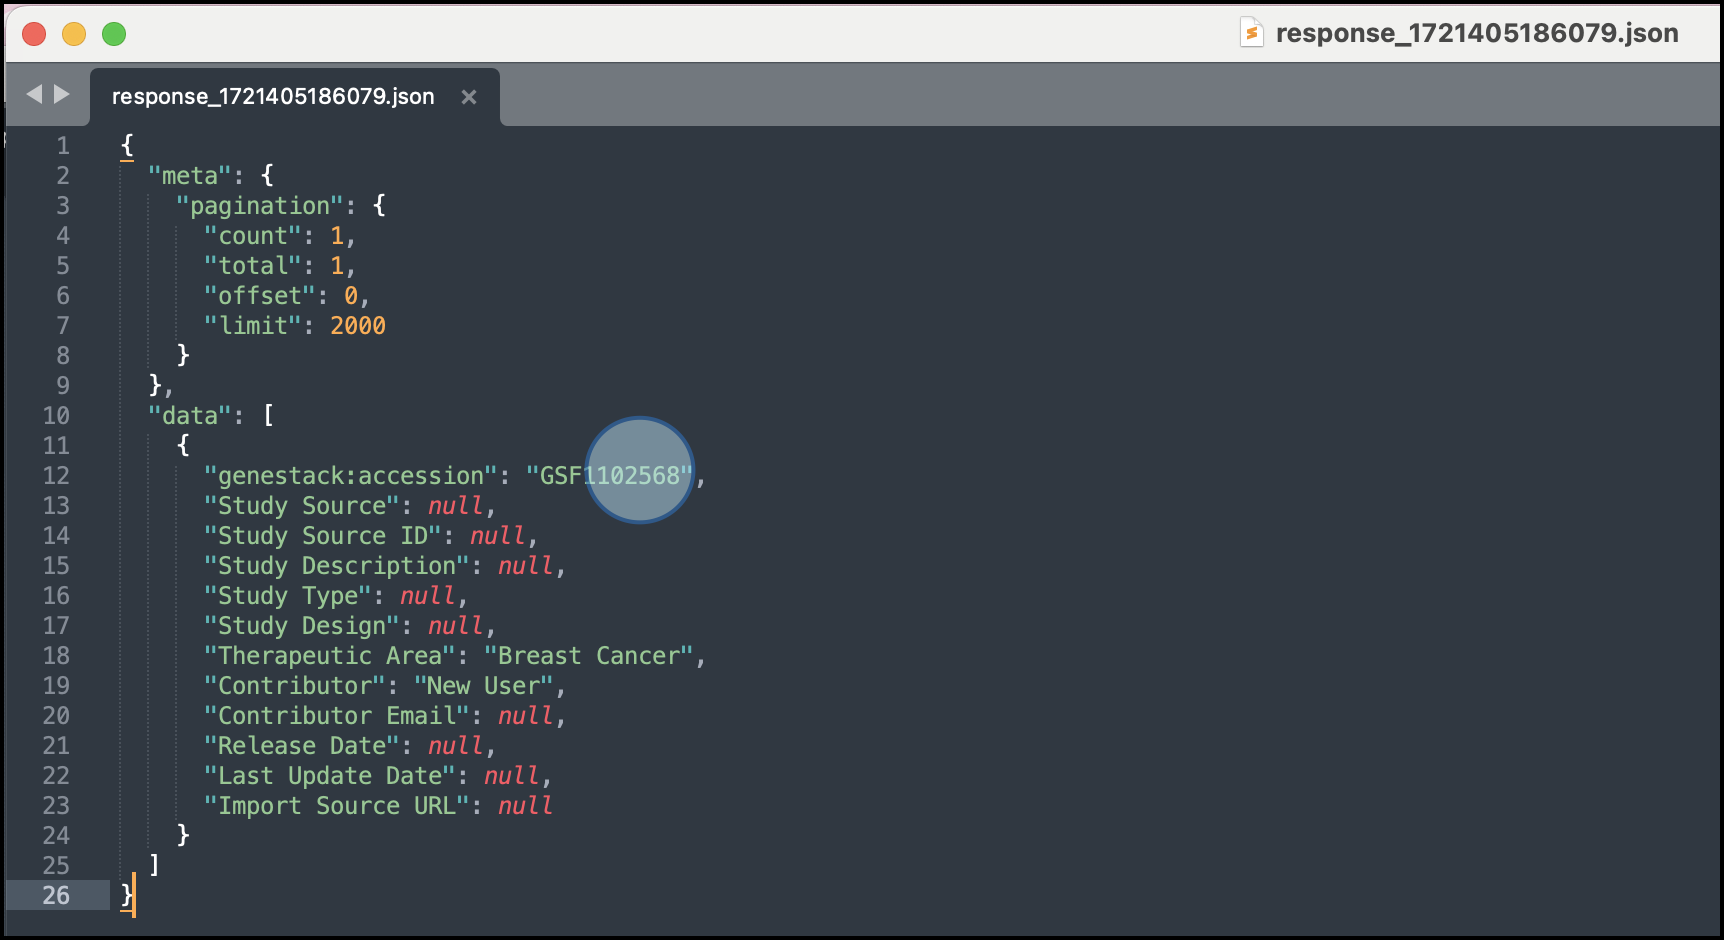 response_1721405186079.json
response_1721405186079.json ×
1 {
2 "meta": {
3 "pagination": {
4 "count": 1,
5 "total": 1,
6 "offset": 0,
7 "limit": 2000
8 }
9 },
10 "data": [
11 {
12 "genestack:accession": "GSF1102568",
13 "Study Source": null,
14 "Study Source ID": null,
15 "Study Description": null,
16 "Study Type": null,
17 "Study Design": null,
18 "Therapeutic Area": "Breast Cancer",
19 "Contributor": "New User",
20 "Contributor Email": null,
21 "Release Date": null,
22 "Last Update Date": null,
23 "Import Source URL": null
24 }
25 ]
26 }